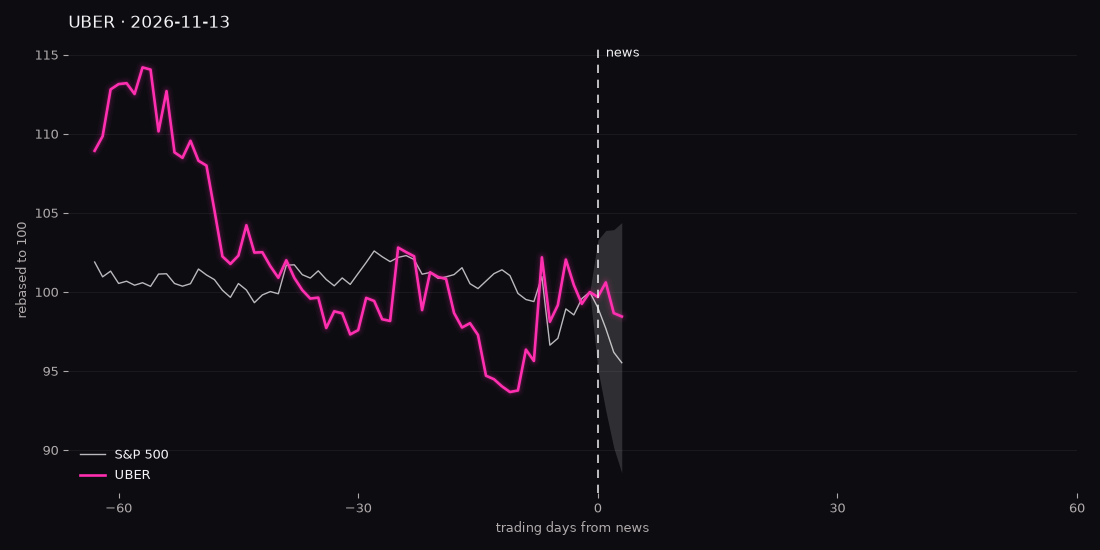 UBER · 2026-11-13
news
115
110
105
100
95
90
rebased to 100
S&P 500
UBER
−60
−30
0
30
60
trading days from news